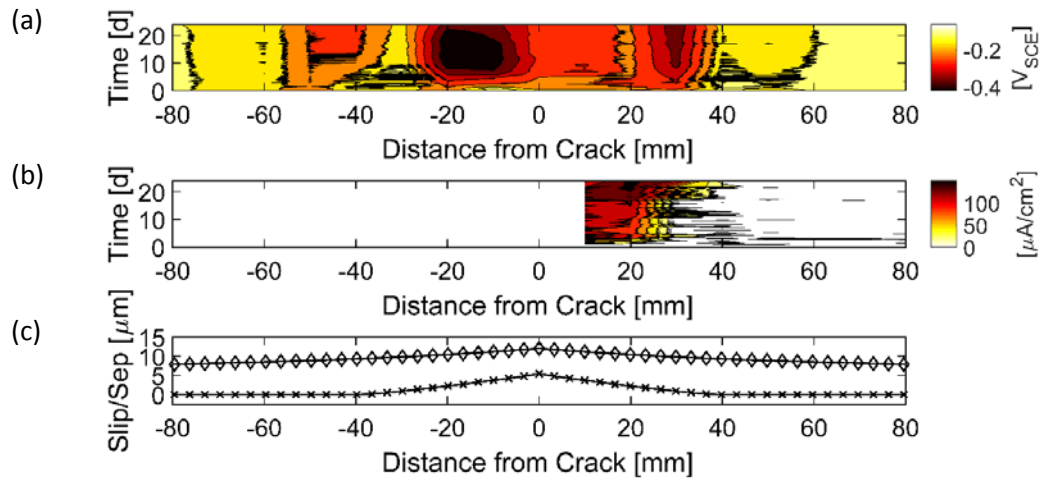 (a)
Time [d]
20
10
0
-80 -60 -40 -20 0 20 40 60 80
Distance from Crack [mm]
-0.2
-0.4
[V_SCE]
(b)
Time [d]
20
10
0
-80 -60 -40 -20 0 20 40 60 80
Distance from Crack [mm]
100
50
0
[μA/cm²]
(c)
Slip/Sep [μm]
15
10
5
0
-80 -60 -40 -20 0 20 40 60 80
Distance from Crack [mm]